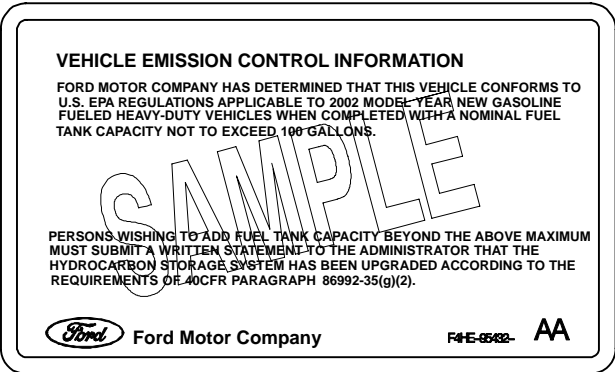 VEHICLE EMISSION CONTROL INFORMATION
FORD MOTOR COMPANY HAS DETERMINED THAT THIS VEHICLE CONFORMS TO
U.S. EPA REGULATIONS APPLICABLE TO 2002 MODEL YEAR NEW GASOLINE
FUELED HEAVY-DUTY VEHICLES WHEN COMPLETED WITH A NOMINAL FUEL
TANK CAPACITY NOT TO EXCEED 100 GALLONS.
SAMPLE
PERSONS WISHING TO ADD FUEL TANK CAPACITY BEYOND THE ABOVE MAXIMUM
MUST SUBMIT A WRITTEN STATEMENT TO THE ADMINISTRATOR THAT THE
HYDROCARBON STORAGE SYSTEM HAS BEEN UPGRADED ACCORDING TO THE
REQUIREMENTS OF 40CFR PARAGRAPH 86992-35(g)(2).
Ford Ford Motor Company F4HE-95432- AA